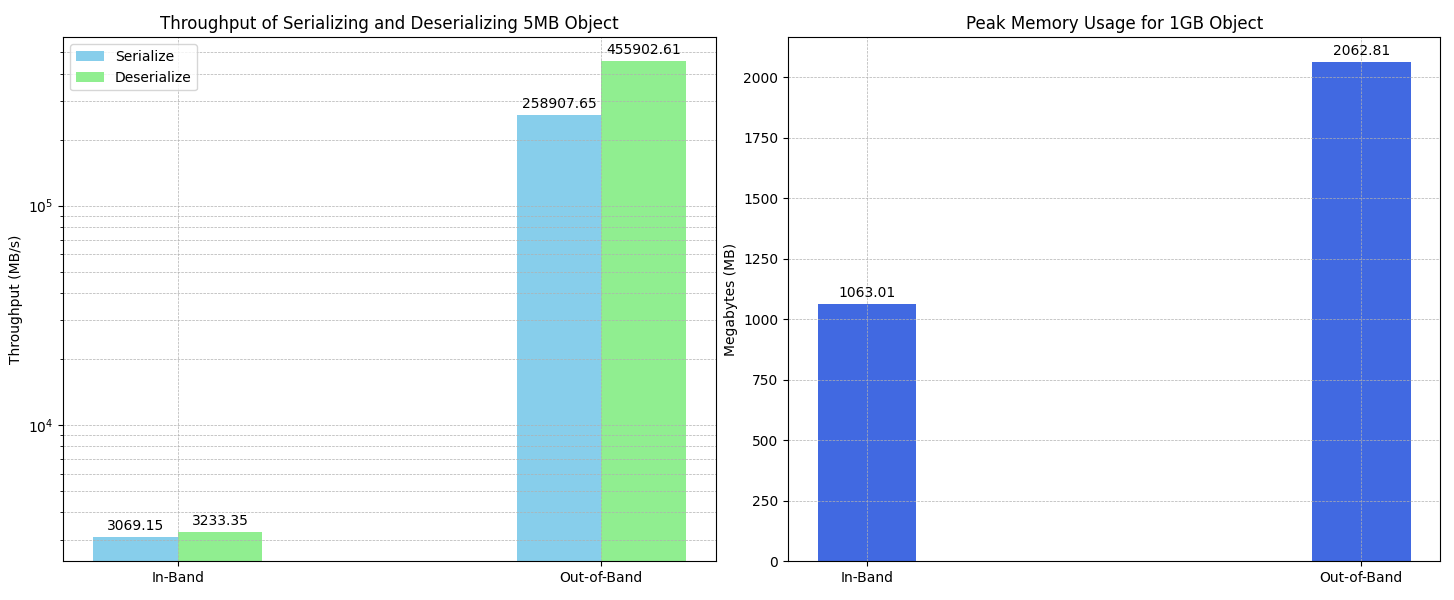 Throughput of Serializing and Deserializing 5MB Object
Serialize
Deserialize
455902.61
258907.65
3069.15
3233.35
10^5
10^4
Throughput (MB/s)
In-Band
Out-of-Band
Peak Memory Usage for 1GB Object
2062.81
1063.01
2000
1750
1500
1250
1000
750
500
250
0
Megabytes (MB)
In-Band
Out-of-Band